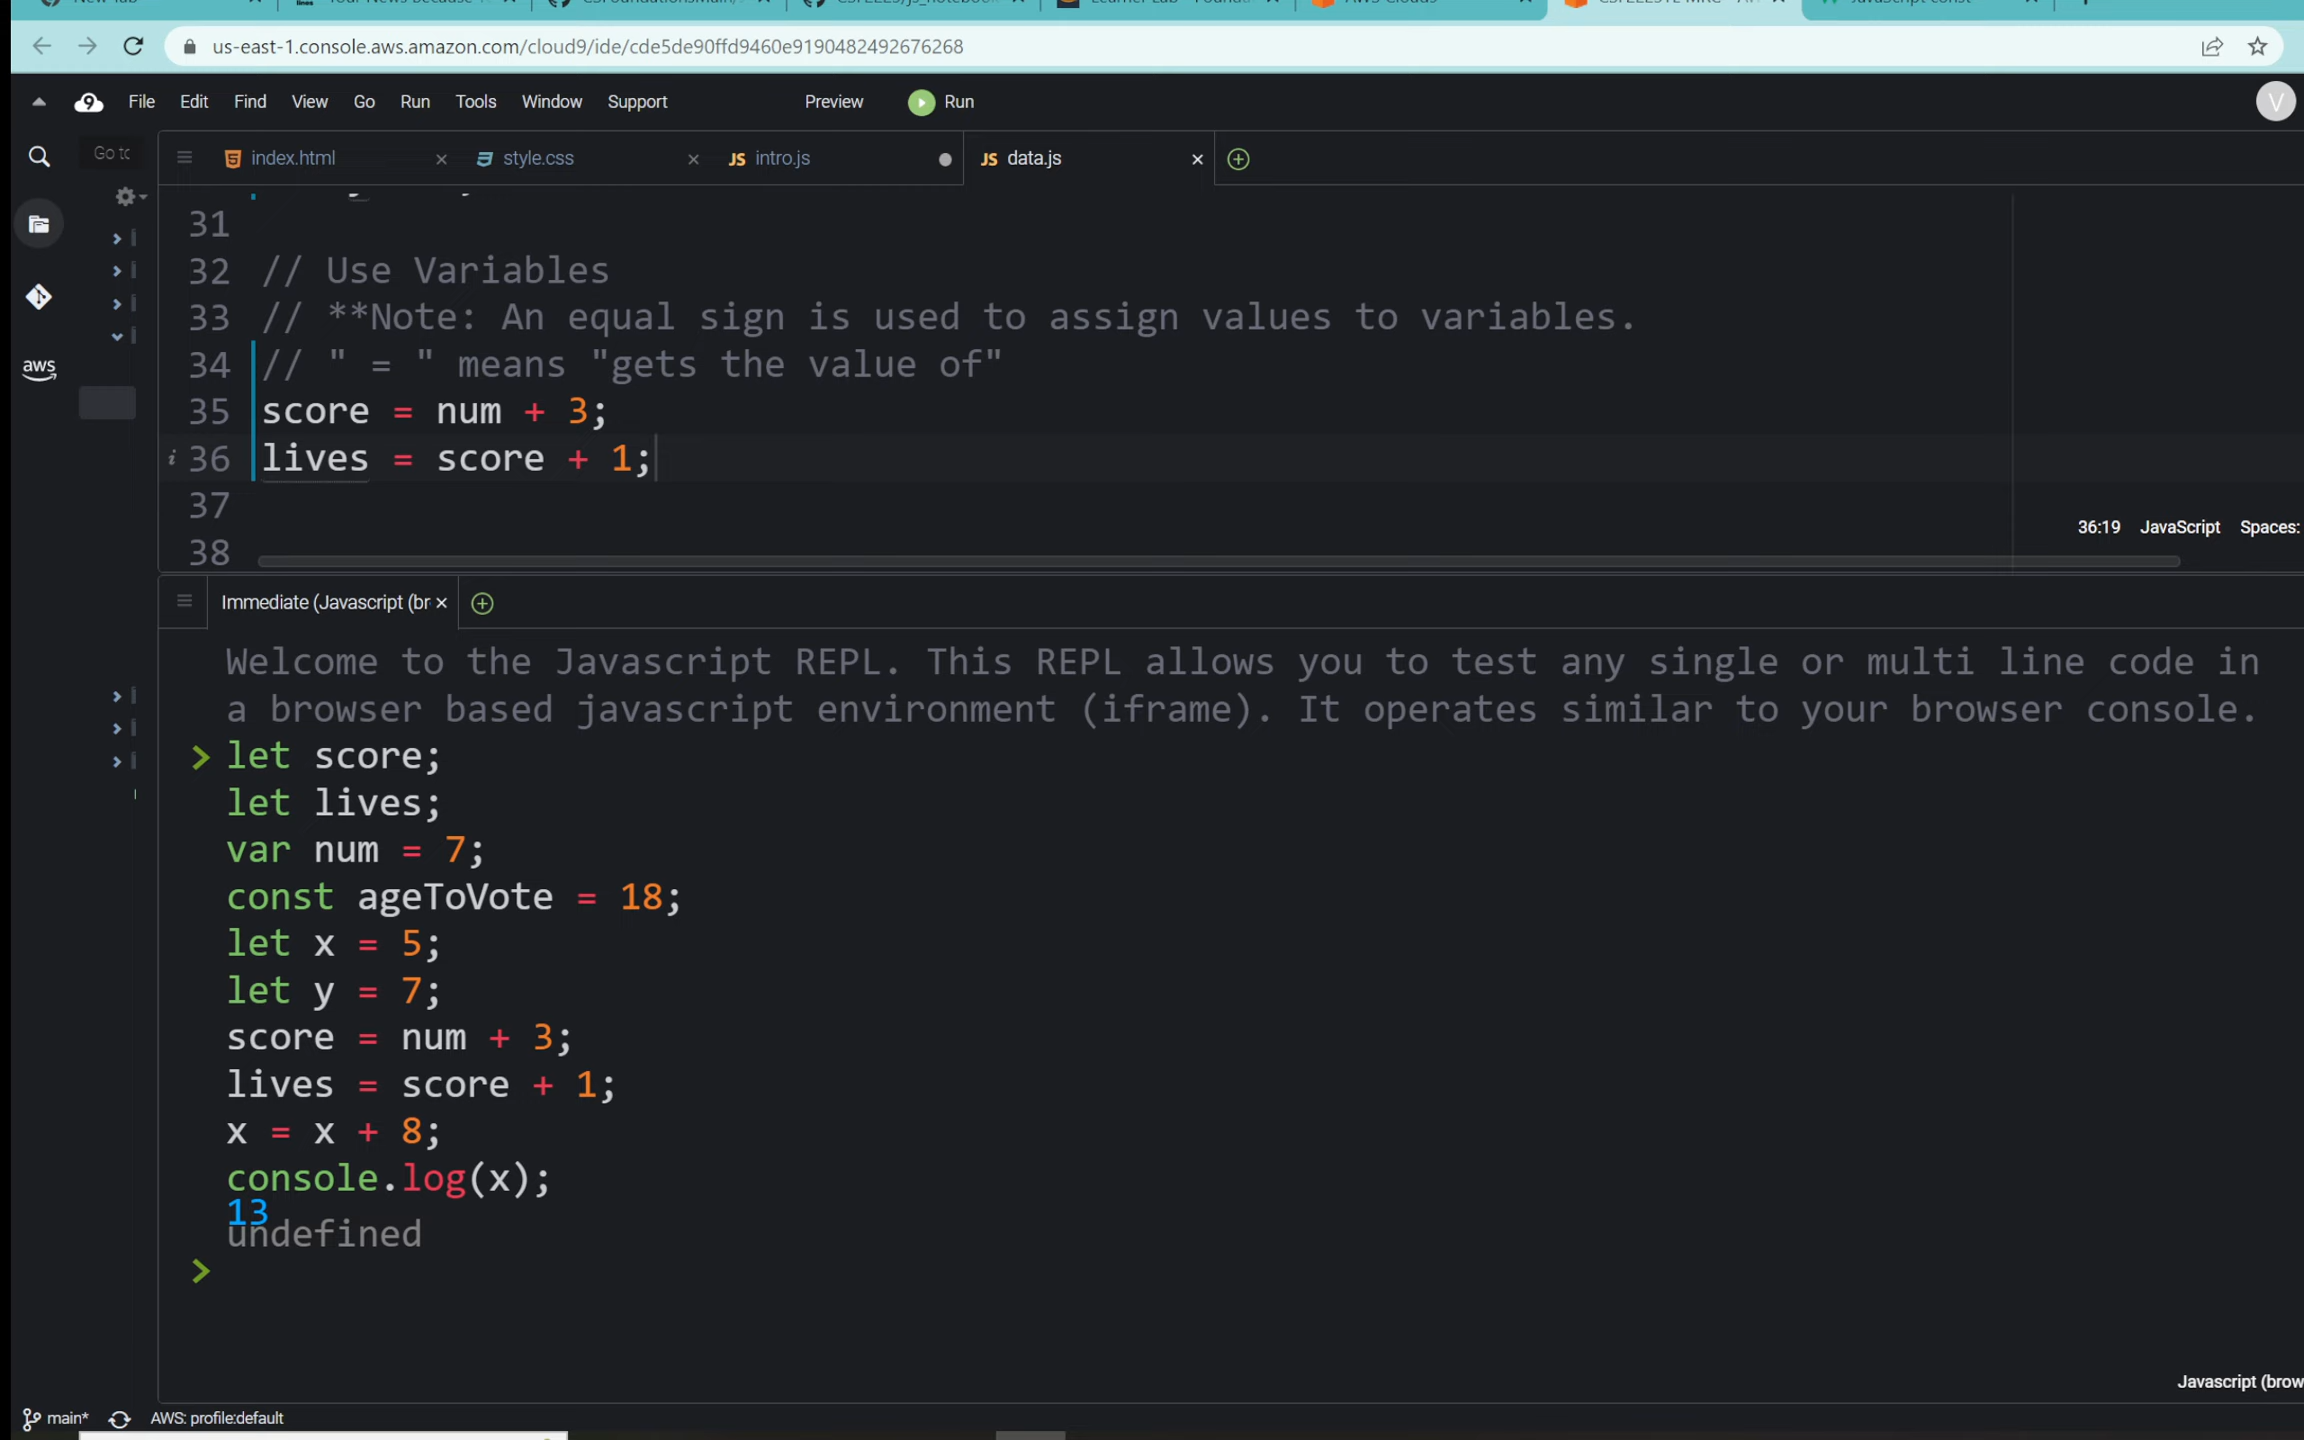 us-east-1.console.aws.amazon.com/cloud9/ide/cde5de90ffd9460e9190482492676268
9 File Edit Find View Go Run Tools Window Support Preview Run V
Go to
index.html style.css JS intro.js JS data.js
31
32 // Use Variables
33 // **Note: An equal sign is used to assign values to variables.
34 // " = " means "gets the value of"
aws
35 score = num + 3;
i 36 lives = score + 1;
37
36:19 JavaScript Spaces:
38
Immediate (Javascript (br
Welcome to the Javascript REPL. This REPL allows you to test any single or multi line code in
a browser based javascript environment (iframe). It operates similar to your browser console.
> let score;
let lives;
var num = 7;
const ageToVote = 18;
let x = 5;
let y = 7;
score = num + 3;
lives = score + 1;
x = x + 8;
console.log(x);
13
undefined
>
Javascript (brow
main* AWS: profile:default